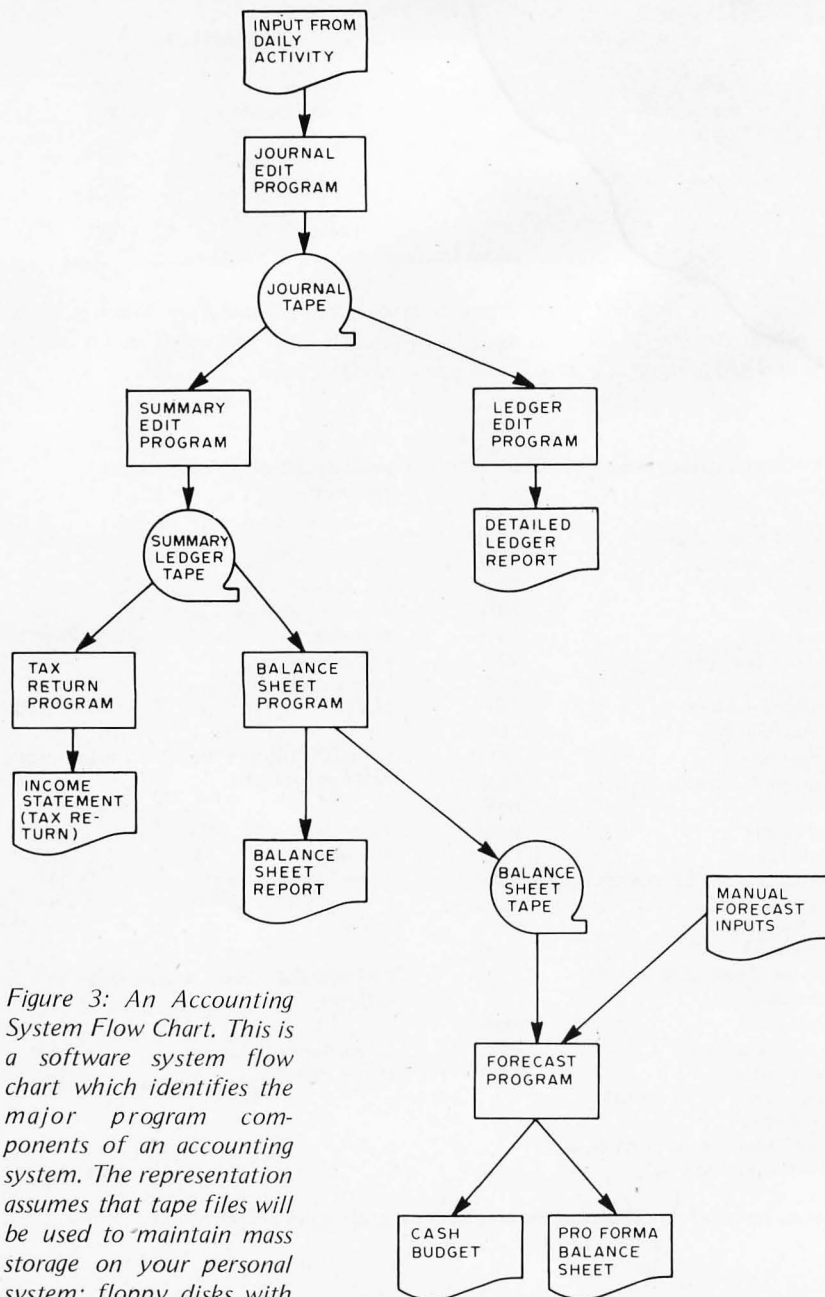 INPUT FROM
DAILY
ACTIVITY
JOURNAL
EDIT
PROGRAM
JOURNAL
TAPE
SUMMARY
EDIT
PROGRAM
LEDGER
EDIT
PROGRAM
SUMMARY
LEDGER
TAPE
DETAILED
LEDGER
REPORT
TAX
RETURN
PROGRAM
BALANCE
SHEET
PROGRAM
INCOME
STATEMENT
(TAX RE-
TURN)
BALANCE
SHEET
REPORT
BALANCE
SHEET
TAPE
MANUAL
FORECAST
INPUTS
FORECAST
PROGRAM
CASH
BUDGET
PRO FORMA
BALANCE
SHEET
Figure 3: An Accounting
System Flow Chart. This is
a software system flow
chart which identifies the
major program com-
ponents of an accounting
system. The representation
assumes that tape files will
be used to maintain mass
storage on your personal
system; floppy disks with